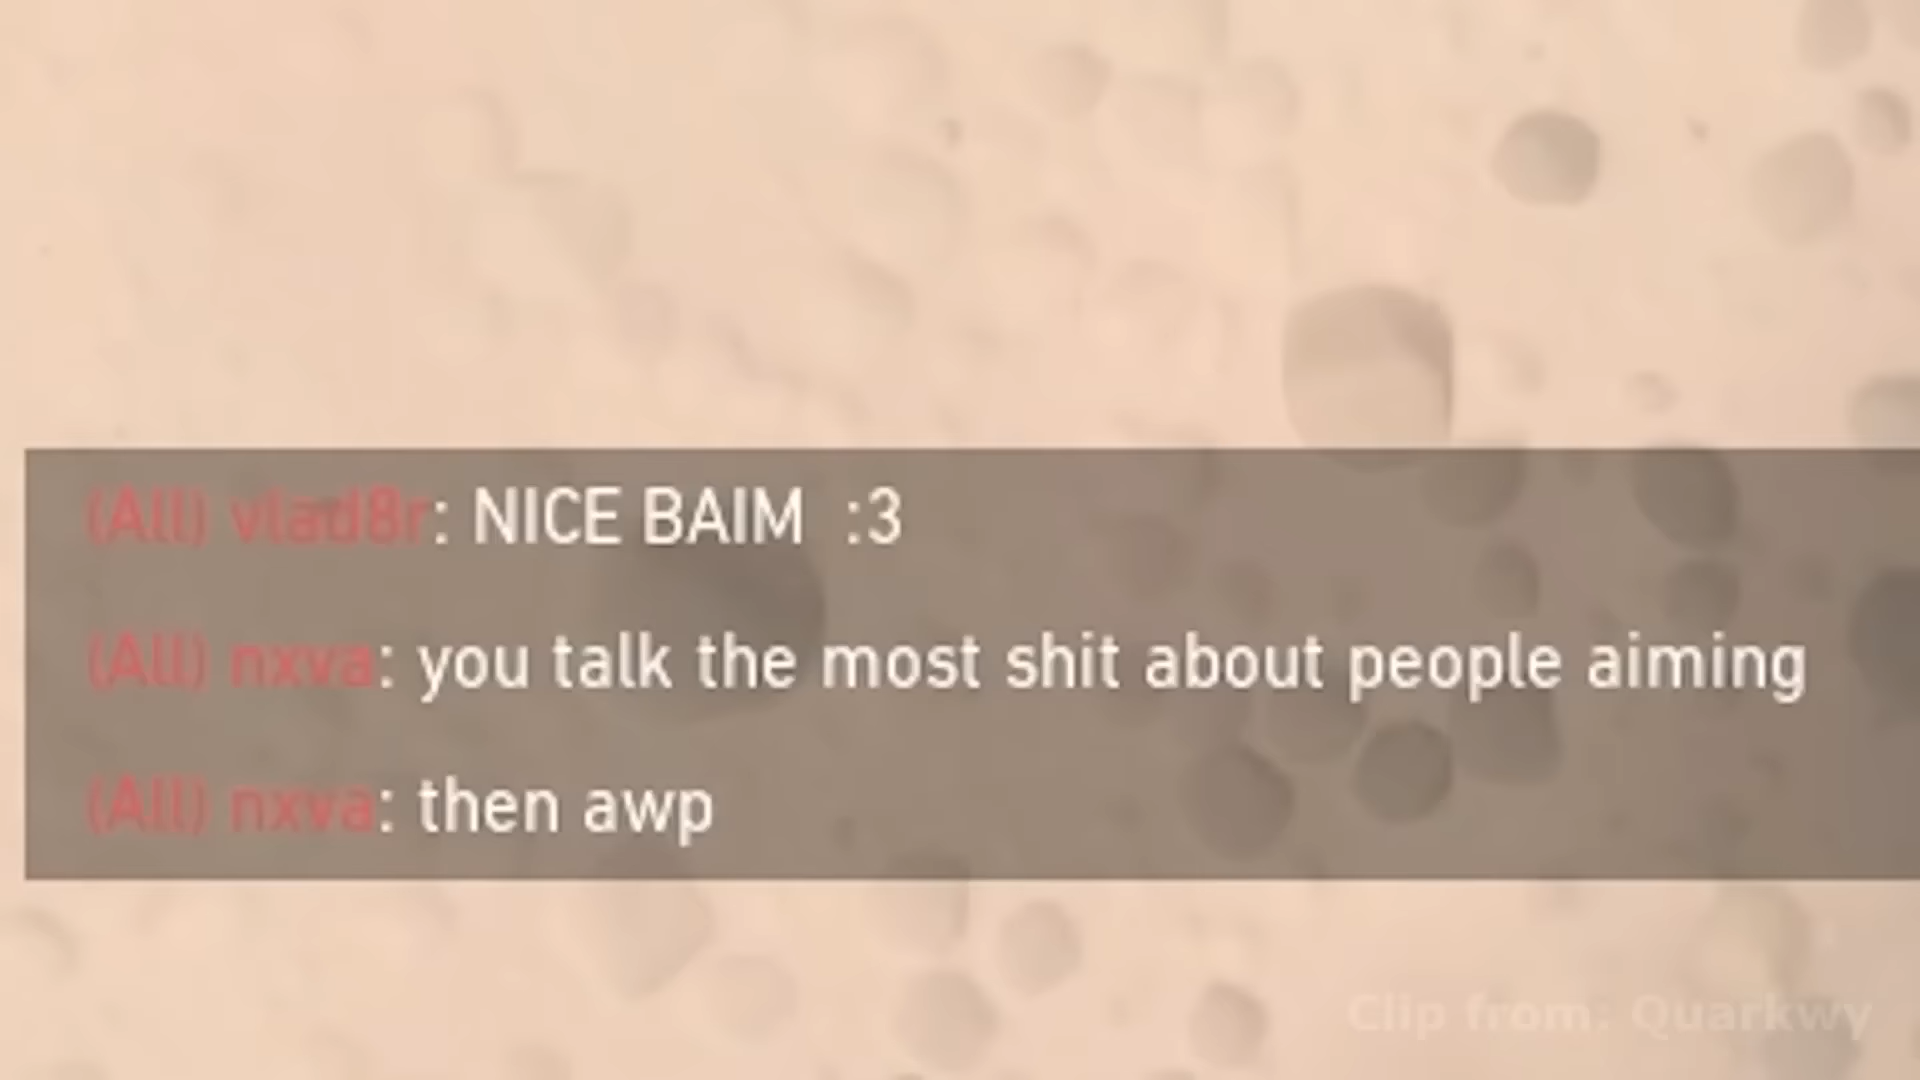 (All) vlad8r: NICE BAIM :3
(All) nxva: you talk the most shit about people aiming
(All) nxva: then awp
Clip from: Quarkwy